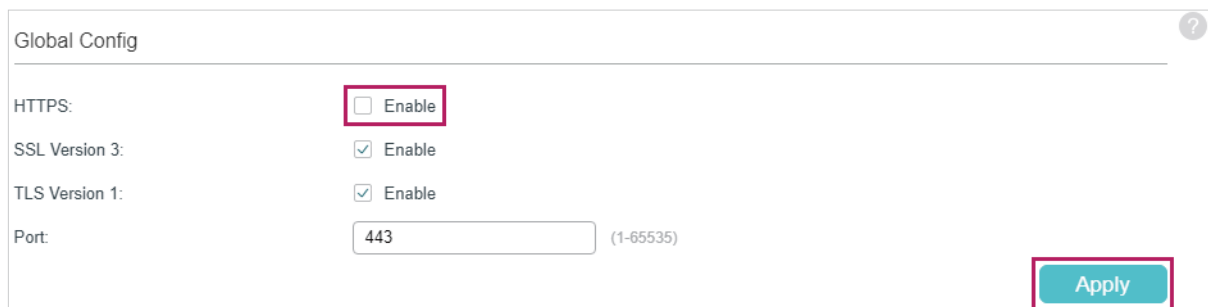 ?
Global Config
HTTPS: Enable
SSL Version 3: Enable
TLS Version 1: Enable
Port: 443 (1-65535)
Apply